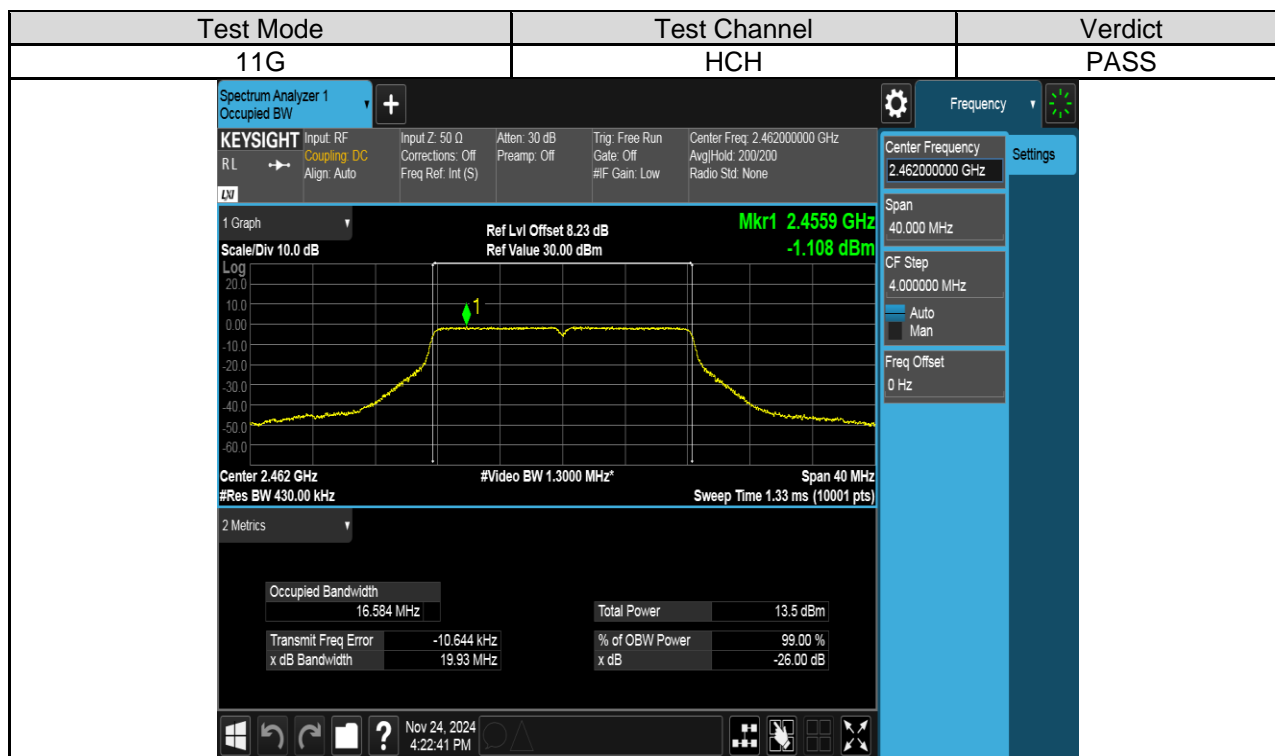 Test Mode Test Channel Verdict
11G HCH PASS
Spectrum Analyzer 1
Occupied BW
+
Frequency
KEYSIGHT
R L
LXI
Input: RF
Coupling: DC
Align: Auto
Input Z: 50 Ω
Corrections: Off
Freq Ref: Int (S)
Atten: 30 dB
Preamp: Off
Trig: Free Run
Gate: Off
#IF Gain: Low
Center Freq: 2.462000000 GHz
Avg|Hold: 200/200
Radio Std: None
Center Frequency
2.462000000 GHz
Settings
Span
40.000 MHz
CF Step
4.000000 MHz
Auto
Man
Freq Offset
0 Hz
1 Graph
Scale/Div 10.0 dB
Ref Lvl Offset 8.23 dB
Ref Value 30.00 dBm
Mkr1 2.4559 GHz
-1.108 dBm
Log
20.0
10.0
0.00
-10.0
-20.0
-30.0
-40.0
-50.0
-60.0
1
Center 2.462 GHz
#Res BW 430.00 kHz
#Video BW 1.3000 MHz*
Span 40 MHz
Sweep Time 1.33 ms (10001 pts)
2 Metrics
Occupied Bandwidth
16.584 MHz
Total Power 13.5 dBm
Transmit Freq Error -10.644 kHz
% of OBW Power 99.00 %
x dB Bandwidth 19.93 MHz
x dB -26.00 dB
?
Nov 24, 2024
4:22:41 PM